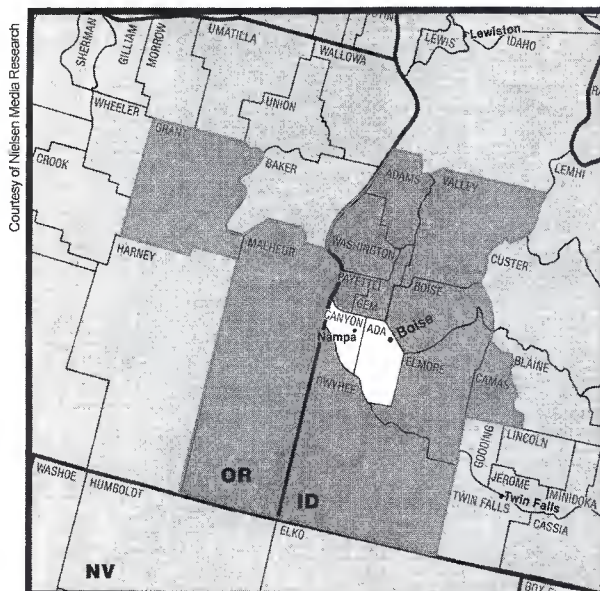 Courtesy of Nielsen Media Research
SHERMAN
GILLIAM
MORROW
UMATILLA
WALLOWA
LEWIS
Lewiston
IDAHO
UNION
WHEELER
GRANT
CROOK
BAKER
ADAMS
VALLEY
LEMHI
HARNEY
MALHEUR
WASHINGTON
CUSTER
PAYETTE
GEM
BOISE
CANYON
ADA
Boise
Nampa
ELMORE
BLAINE
OWYHEE
CAMAS
GOODING
LINCOLN
OR
ID
JEROME
MINIDOKA
TWIN FALLS
Twin Falls
CASSIA
WASHOE
HUMBOLDT
ELKO
NV